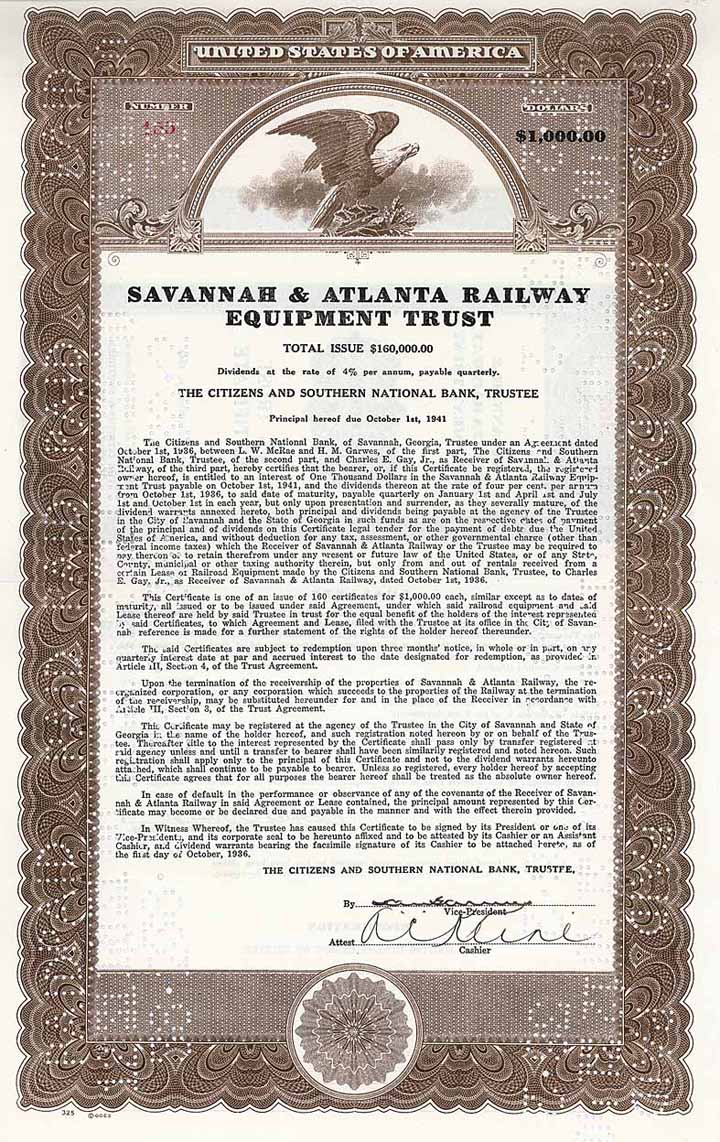 UNITED STATES OF AMERICA
NUMBER
DOLLARS
$1,000.00
SAVANNAH & ATLANTA RAILWAY
EQUIPMENT TRUST
TOTAL ISSUE $160,000.00
Dividends at the rate of 4% per annum, payable quarterly.
THE CITIZENS AND SOUTHERN NATIONAL BANK, TRUSTEE
Principal hereof due October 1st, 1941
The Citizens and Southern National Bank, of Savannah, Georgia, Trustee under an Agreement dated
October 1st, 1936, between L. W. McRae and H. M. Garwes, of the first part, The Citizens and Southern
National Bank, Trustee, of the second part, and Charles E. Gay, Jr., as Receiver of Savannah & Atlanta
Railway, of the third part, hereby certifies that the bearer, or, if this Certificate be registered, the registered
owner hereof, is entitled to an interest of One Thousand Dollars in the Savannah & Atlanta Railway Equip-
ment Trust payable on October 1st, 1941, and the dividends thereon at the rate of four per cent. per annum
from October 1st, 1936, to said date of maturity, payable quarterly on January 1st and April 1st and July
1st and October 1st in each year, but only upon presentation and surrender, as they severally mature, of the
dividend warrants annexed hereto, both principal and dividends being payable at the agency of the Trustee
in the City of Savannah and the State of Georgia in such funds as are on the respective dates of payment
of the principal and of dividends on this Certificate legal tender for the payment of debts due the United
States of America, and without deduction for any tax, assessment, or other governmental charge (other than
federal income taxes) which the Receiver of Savannah & Atlanta Railway or the Trustee may be required to
pay thereon or to retain therefrom under any present or future law of the United States, or of any State,
County, municipal or other taxing authority therein, but only from and out of rentals received from a
certain Lease of Railroad Equipment made by the Citizens and Southern National Bank, Trustee, to Charles
E. Gay, Jr., as Receiver of Savannah & Atlanta Railway, dated October 1st, 1936.
This Certificate is one of an issue of 160 certificates for $1,000.00 each, similar except as to dates of
maturity, all issued or to be issued under said Agreement, under which said railroad equipment and said
Lease thereof are held by said Trustee in trust for the equal benefit of the holders of the interest represented
by said Certificates, to which Agreement and Lease, filed with the Trustee at its office in the City of Savan-
nah reference is made for a further statement of the rights of the holder hereof thereunder.
The said Certificates are subject to redemption upon three months' notice, in whole or in part, on any
quarterly interest date at par and accrued interest to the date designated for redemption, as provided in
Article III, Section 4, of the Trust Agreement.
Upon the termination of the receivership of the properties of Savannah & Atlanta Railway, the re-
organized corporation, or any corporation which succeeds to the properties of the Railway at the termination
of the receivership, may be substituted hereunder for and in the place of the Receiver in accordance with
Article III, Section 3, of the Trust Agreement.
This Certificate may be registered at the agency of the Trustee in the City of Savannah and State of
Georgia in the name of the holder hereof, and such registration noted hereon by or on behalf of the Trus-
tee. Thereafter title to the interest represented by the Certificate shall pass only by transfer registered at
said agency unless and until a transfer to bearer shall have been similarly registered and noted hereon. Such
registration shall apply only to the principal of this Certificate and not to the dividend warrants hereunto
attached, which shall continue to be payable to bearer. Unless so registered, every holder hereof by accepting
this Certificate agrees that for all purposes the bearer hereof shall be treated as the absolute owner hereof.
In case of default in the performance or observance of any of the covenants of the Receiver of Savan-
nah & Atlanta Railway in said Agreement or Lease contained, the principal amount represented by this Cer-
tificate may become or be declared due and payable in the manner and with the effect therein provided.
In Witness Whereof, the Trustee has caused this Certificate to be signed by its President or one of its
Vice-Presidents, and its corporate seal to be hereunto affixed and to be attested by its Cashier or an Assistant
Cashier, and dividend warrants bearing the facsimile signature of its Cashier to be attached hereto, as of
the first day of October, 1936.
THE CITIZENS AND SOUTHERN NATIONAL BANK, TRUSTEE,
By
Vice-President
Attest
Cashier
325